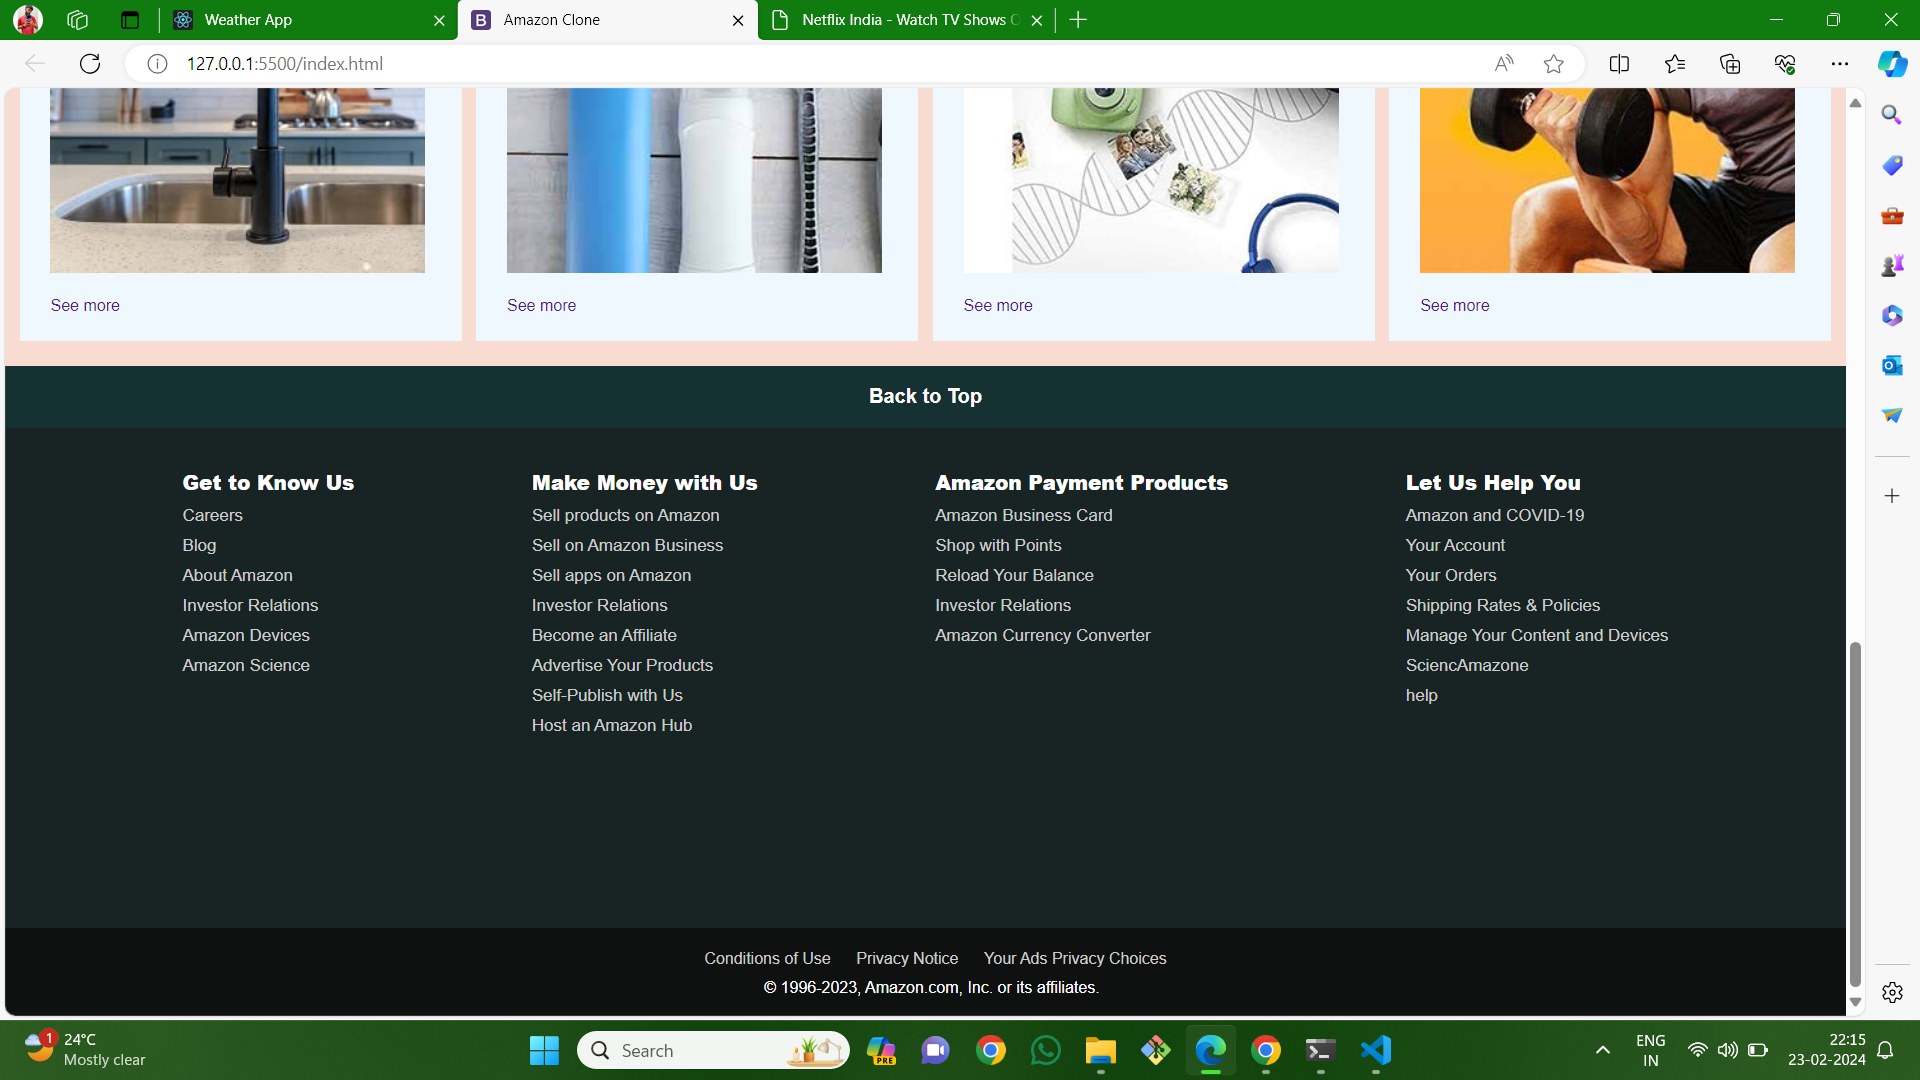 Weather App
Amazon Clone
B
Netflix India - Watch TV Shows O
127.0.0.1:5500/index.html
See more
See more
See more
See more
Back to Top
Get to Know Us
Careers
Blog
About Amazon
Investor Relations
Amazon Devices
Amazon Science
Make Money with Us
Sell products on Amazon
Sell on Amazon Business
Sell apps on Amazon
Investor Relations
Become an Affiliate
Advertise Your Products
Self-Publish with Us
Host an Amazon Hub
Amazon Payment Products
Amazon Business Card
Shop with Points
Reload Your Balance
Investor Relations
Amazon Currency Converter
Let Us Help You
Amazon and COVID-19
Your Account
Your Orders
Shipping Rates & Policies
Manage Your Content and Devices
SciencAmazone
help
Conditions of Use Privacy Notice Your Ads Privacy Choices
© 1996-2023, Amazon.com, Inc. or its affiliates.
1
24°C
Mostly clear
Search
PRE
ENG
IN
22:15
23-02-2024